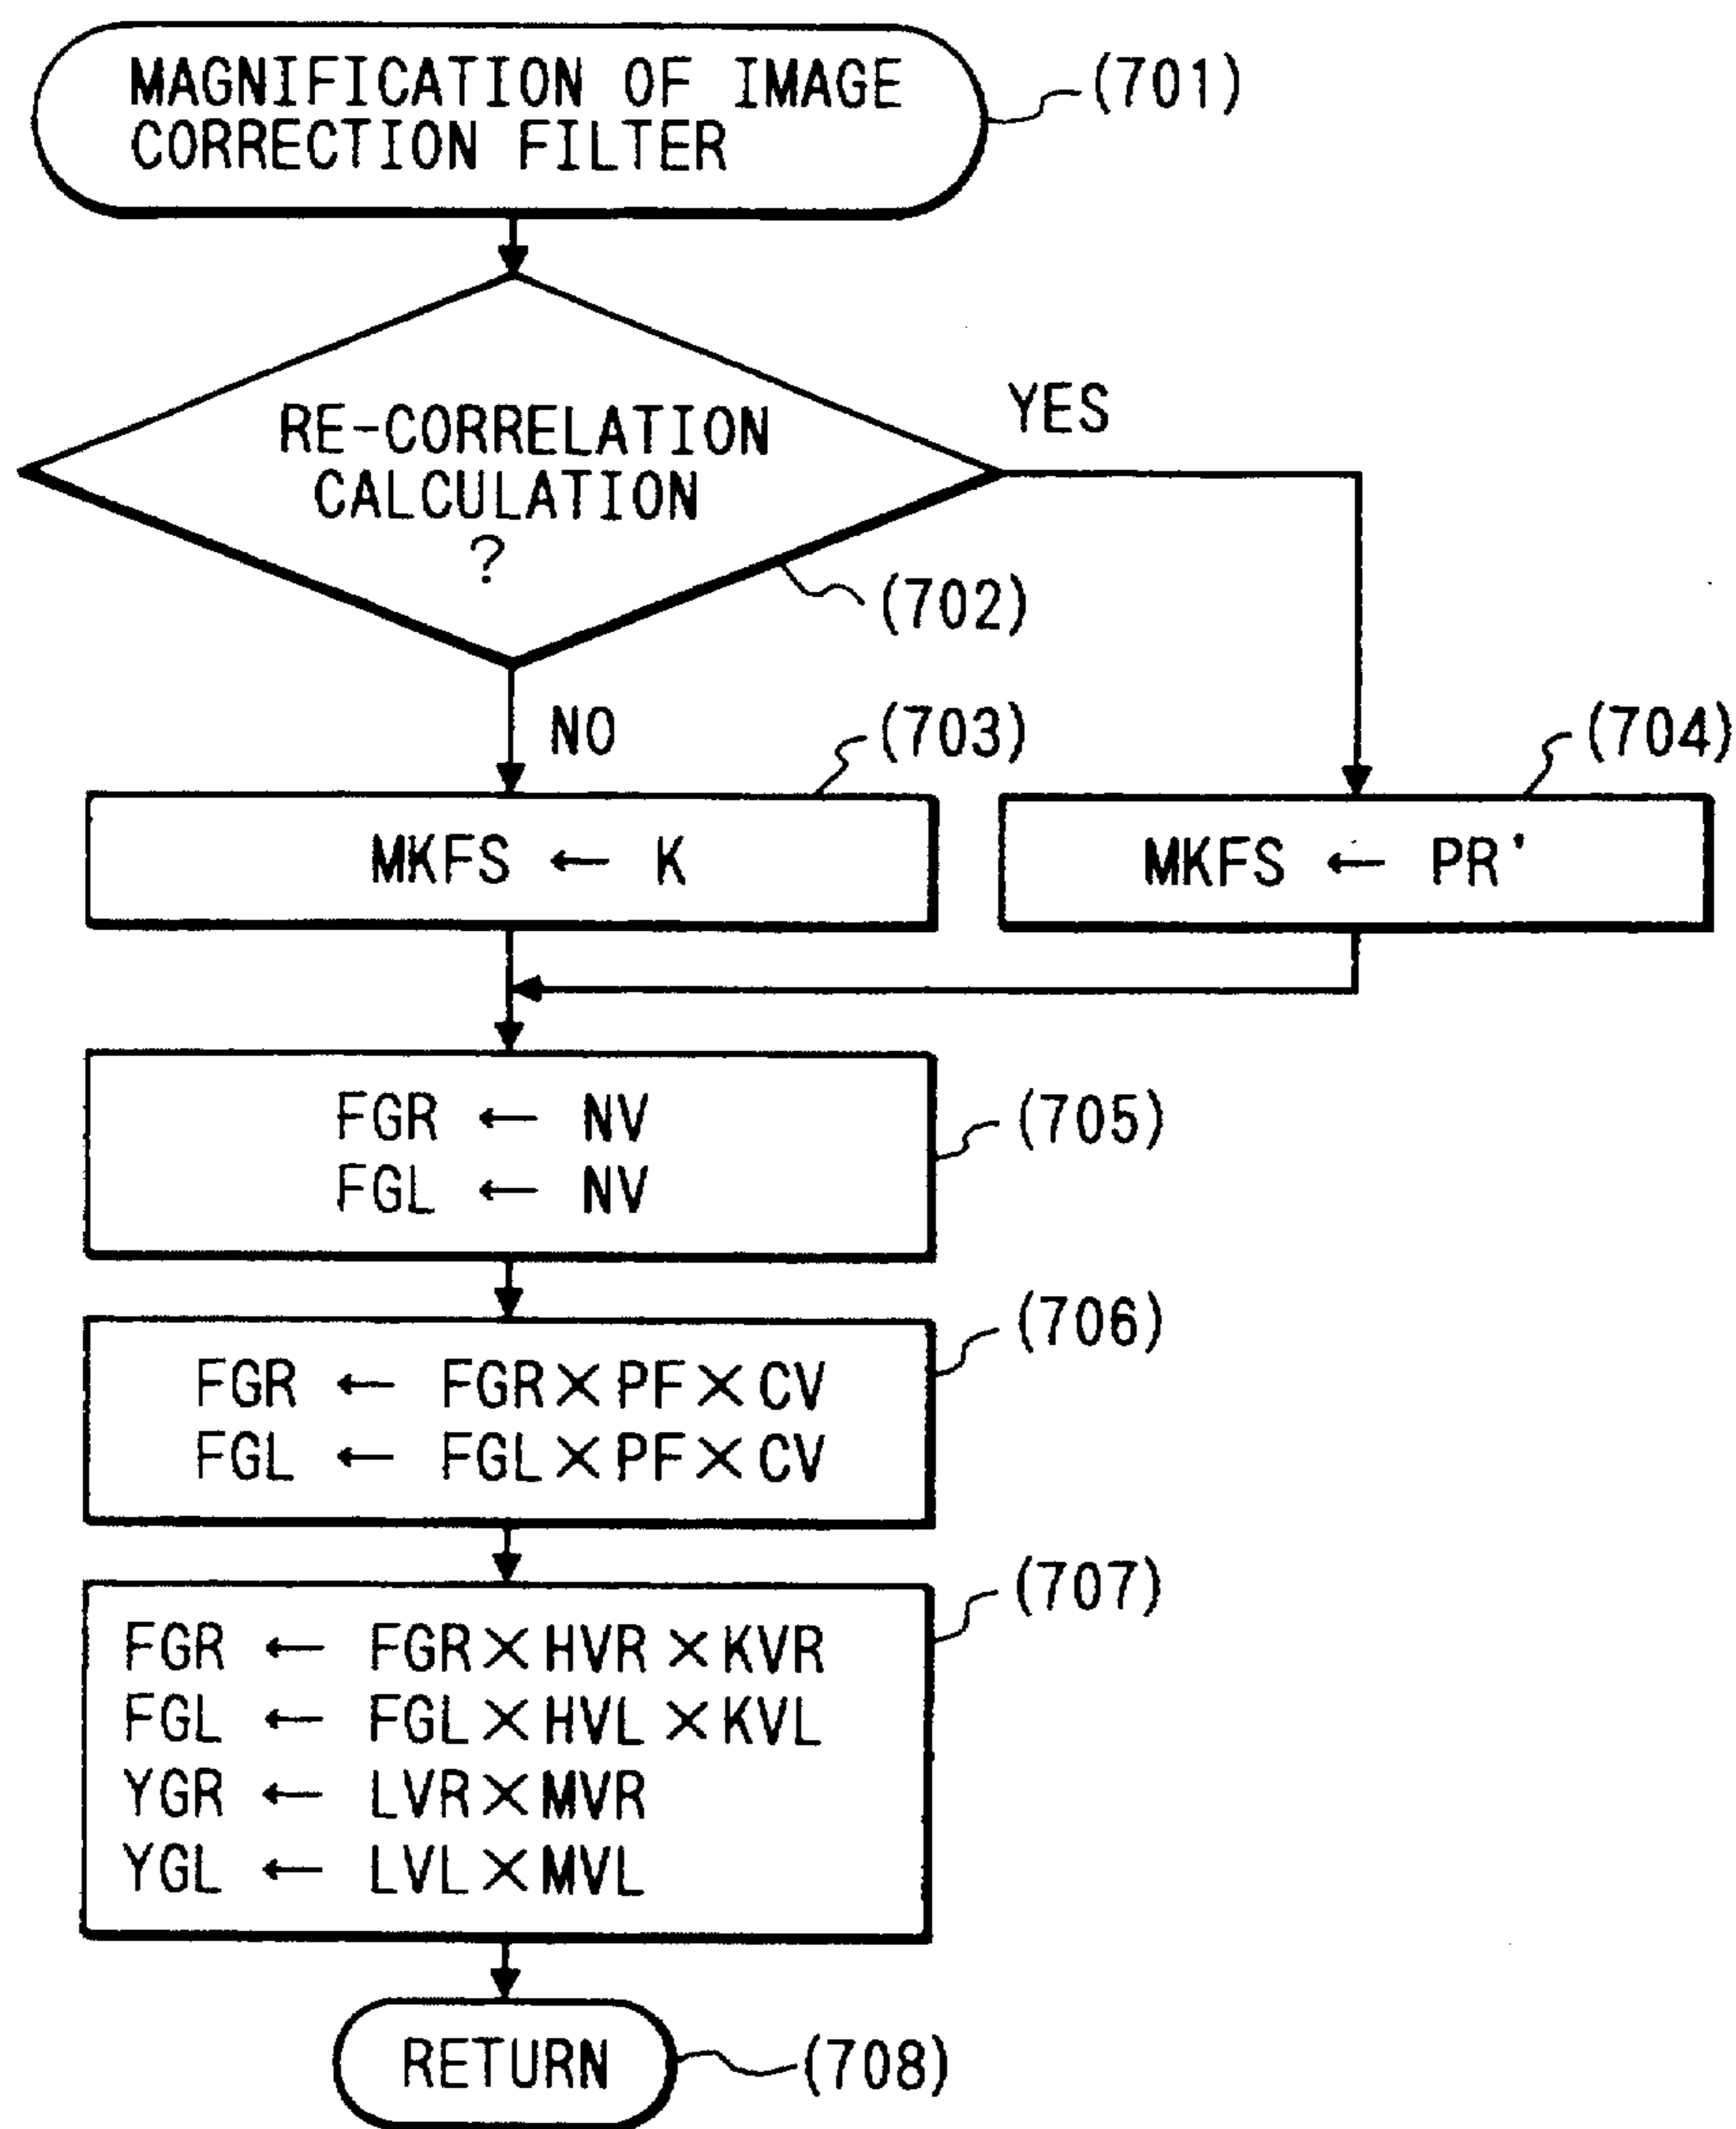 MAGNIFICATION OF IMAGE
CORRECTION FILTER
(701)
RE-CORRELATION
CALCULATION
?
YES
(702)
NO
(703)
(704)
MKFS ← K
MKFS ← PR'
FGR ← NV
FGL ← NV
(705)
(706)
FGR ← FGR×PF×CV
FGL ← FGL×PF×CV
(707)
FGR ← FGR×HVR×KVR
FGL ← FGL×HVL×KVL
YGR ← LVR×MVR
YGL ← LVL×MVL
RETURN
(708)